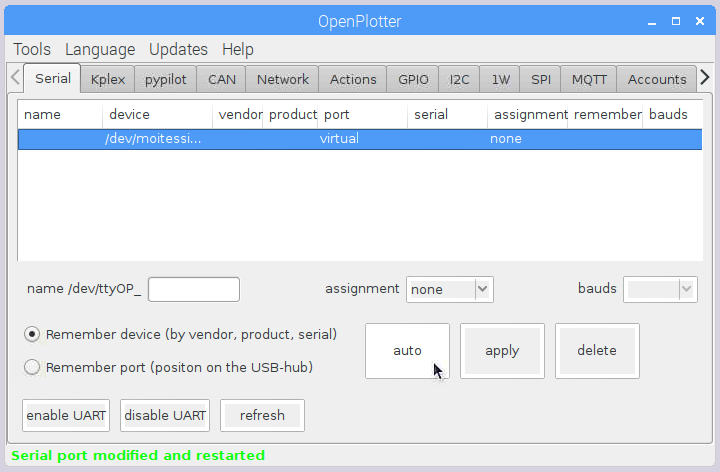 OpenPlotter
Tools Language Updates Help
Serial Kplex pypilot CAN Network Actions GPIO I2C 1W SPI MQTT Accounts
name device vendor product port serial assignment remember bauds
/dev/moitessi... virtual none
name /dev/ttyOP_ assignment none bauds
Remember device (by vendor, product, serial)
auto apply delete
Remember port (positon on the USB-hub)
enable UART disable UART refresh
Serial port modified and restarted